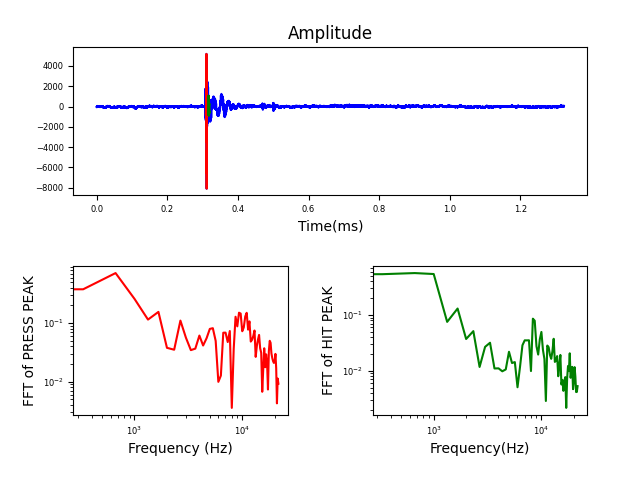 Amplitude
4000
2000
0
−2000
−4000
−6000
−8000
0.0 0.2 0.4 0.6 0.8 1.0 1.2
Time(ms)
FFT of PRESS PEAK
10⁻¹
10⁻²
10³ 10⁴
Frequency (Hz)
FFT of HIT PEAK
10⁻¹
10⁻²
10³ 10⁴
Frequency(Hz)